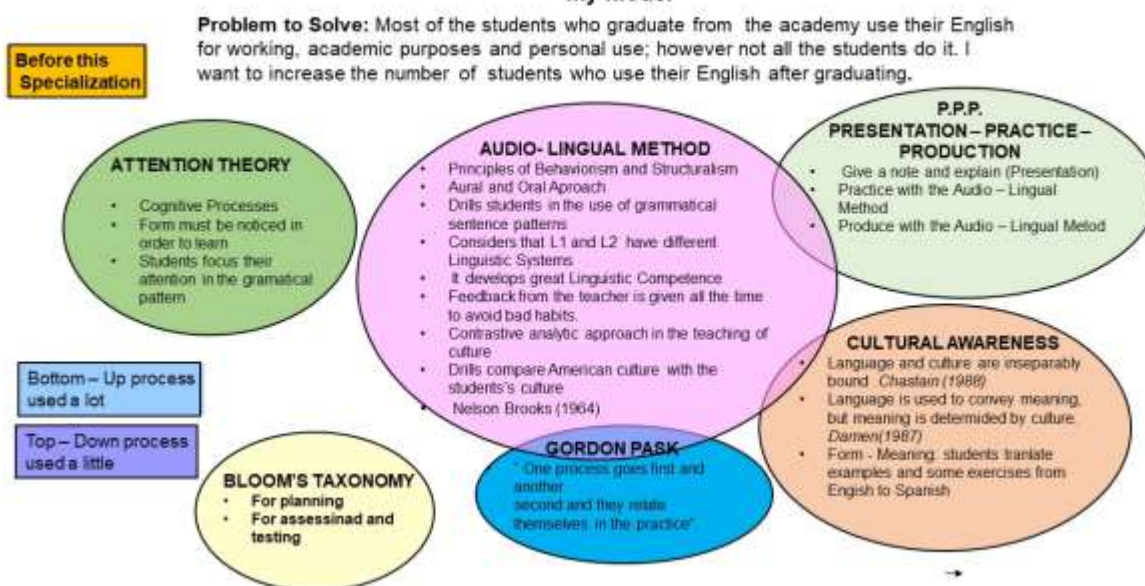 My Model
Problem to Solve: Most of the students who graduate from the academy use their English
for working, academic purposes and personal use; however not all the students do it. I
want to increase the number of students who use their English after graduating.
Before this
Specialization
ATTENTION THEORY
• Cognitive Processes
• Form must be noticed in
order to learn
• Students focus their
attention in the gramatical
pattern
AUDIO- LINGUAL METHOD
• Principles of Behaviorism and Structuralism
• Aural and Oral Aproach
• Drills students in the use of grammatical
sentence patterns
• Considers that L1 and L2 have different
Linguistic Systems
• It develops great Linguistic Competence
• Feedback from the teacher is given all the time
to avoid bad habits.
• Contrastive analytic approach in the teaching of
culture
• Drills compare American culture with the
students's culture
• Nelson Brooks (1964)
P.P.P.
PRESENTATION – PRACTICE –
PRODUCTION
• Give a note and explain (Presentation)
• Practice with the Audio – Lingual
Method
• Produce with the Audio – Lingual Metod
CULTURAL AWARENESS
• Language and culture are inseparably
bound Chastain (1988)
• Language is used to convey meaning,
but meaning is determided by culture
Damen(1987)
• Form - Meaning: students tranlate
examples and some exercises from
Engish to Spanish
Bottom – Up process
used a lot
Top – Down process
used a little
BLOOM'S TAXONOMY
• For planning
• For assessinad and
testing
GORDON PASK
" One process goes first and
another
second and they relate
themselves in the practice".